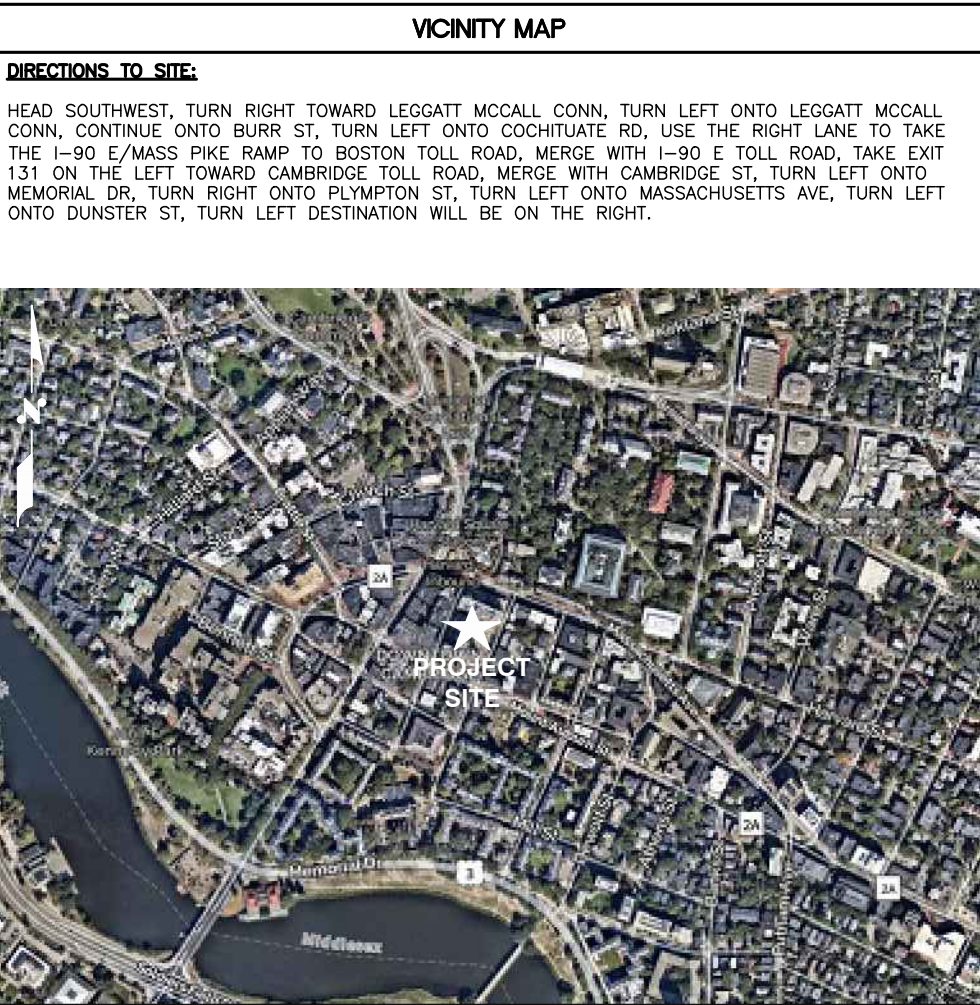 VICINITY MAP
DIRECTIONS TO SITE:
HEAD SOUTHWEST, TURN RIGHT TOWARD LEGGATT MCCALL CONN, TURN LEFT ONTO LEGGATT MCCALL
CONN, CONTINUE ONTO BURR ST, TURN LEFT ONTO COCHITUATE RD, USE THE RIGHT LANE TO TAKE
THE I-90 E/MASS PIKE RAMP TO BOSTON TOLL ROAD, MERGE WITH I-90 E TOLL ROAD, TAKE EXIT
131 ON THE LEFT TOWARD CAMBRIDGE TOLL ROAD, MERGE WITH CAMBRIDGE ST, TURN LEFT ONTO
MEMORIAL DR, TURN RIGHT ONTO PLYMPTON ST, TURN LEFT ONTO MASSACHUSETTS AVE, TURN LEFT
ONTO DUNSTER ST, TURN LEFT DESTINATION WILL BE ON THE RIGHT.
N
2A
PROJECT
SITE
Kennedy Park
2A
Memorial Dr
3
2A
Middlesex